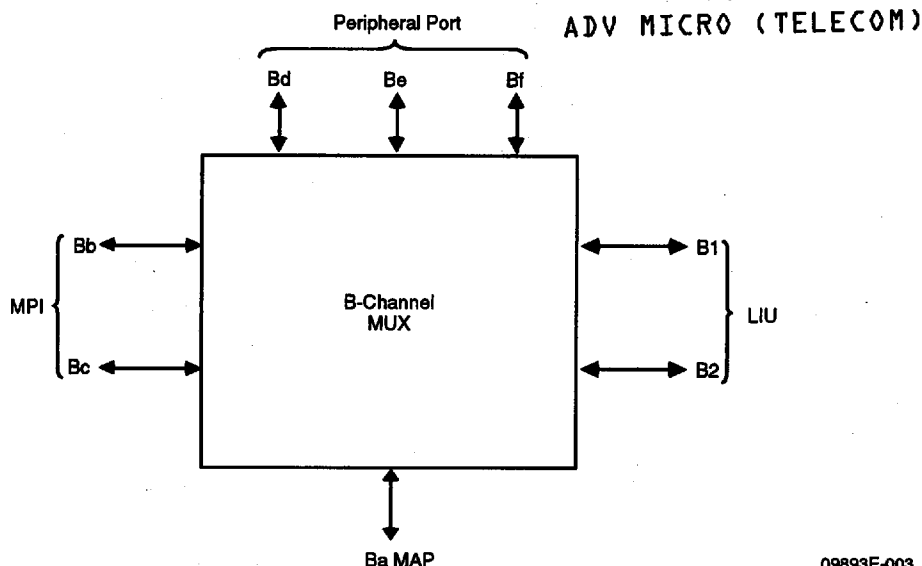 Peripheral Port
ADV MICRO (TELECOM)
Bd Be Bf
Bb
B1
MPI
B-Channel
MUX
LIU
Bc
B2
Ba MAP
09893E-003